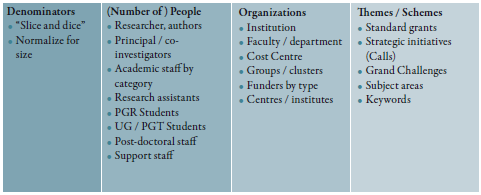 Denominators
• “Slice and dice”
• Normalize for
size
(Number of ) People
• Researcher, authors
• Principal / co-
investigators
• Academic staff by
category
• Research assistants
• PGR Students
• UG / PGT Students
• Post-doctoral staff
• Support staff
Organizations
• Institution
• Faculty / department
• Cost Centre
• Groups / clusters
• Funders by type
• Centres / institutes
Themes / Schemes
• Standard grants
• Strategic initiatives
(Calls)
• Grand Challenges
• Subject areas
• Keywords